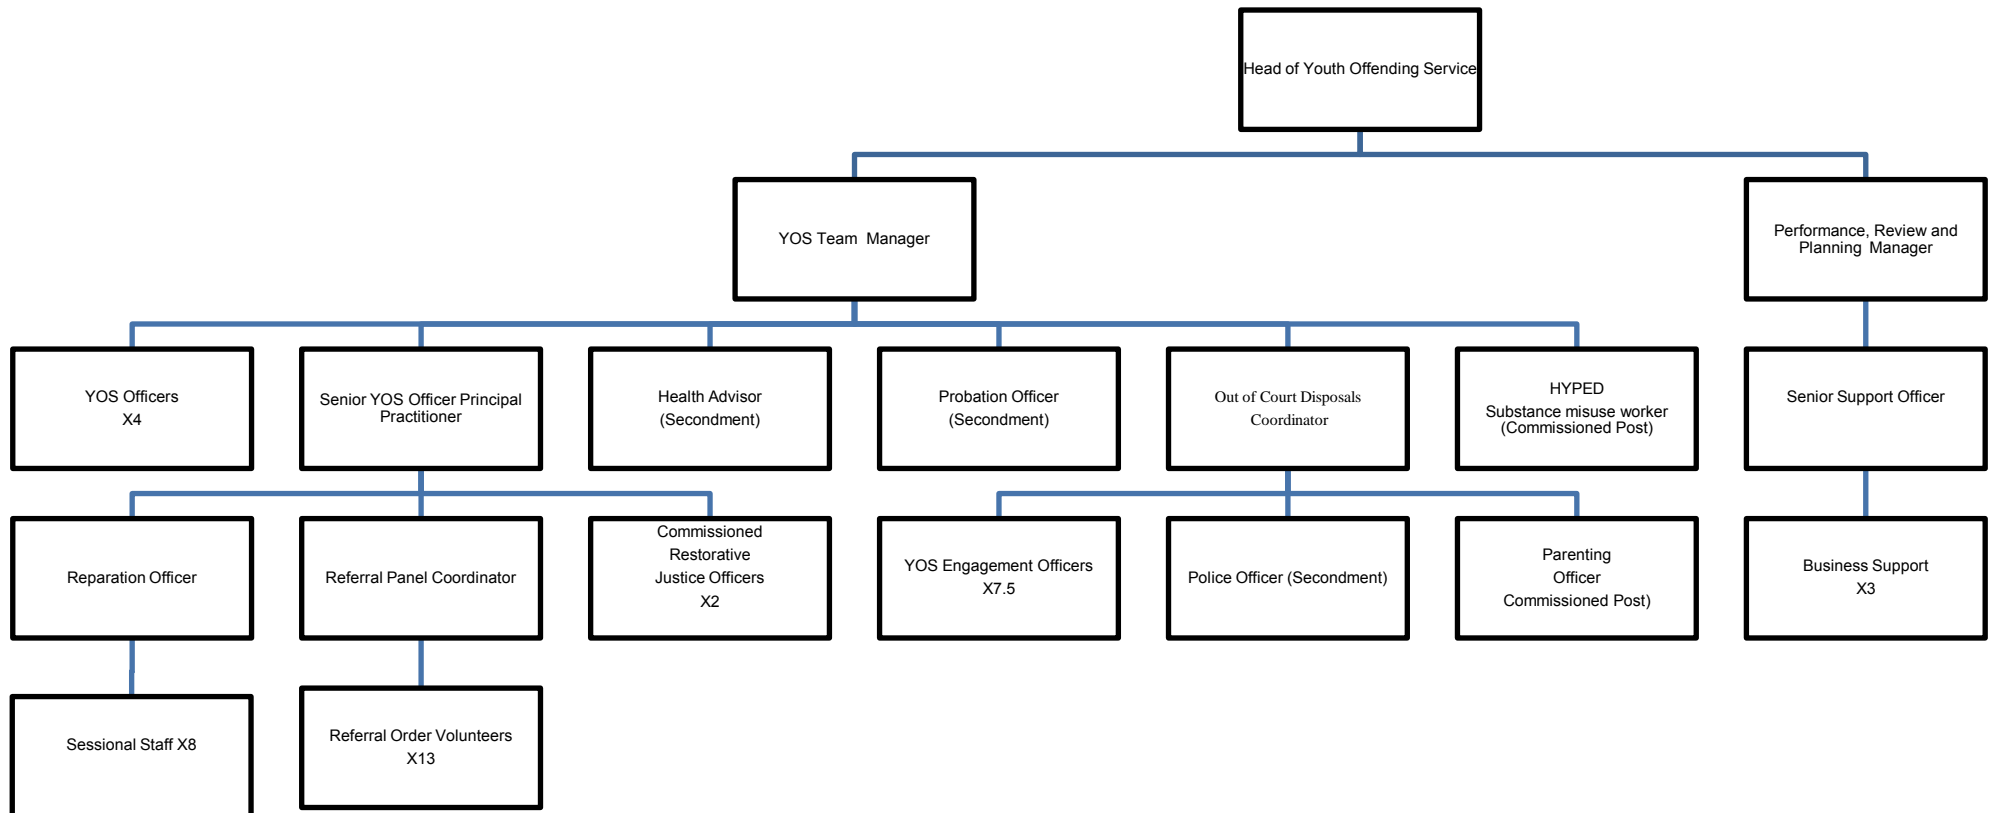 Head of Youth Offending Service
YOS Team Manager
Performance, Review and
Planning Manager
YOS Officers
X4
Senior YOS Officer Principal
Practitioner
Health Advisor
(Secondment)
Probation Officer
(Secondment)
Out of Court Disposals
Coordinator
HYPED
Substance misuse worker
(Commissioned Post)
Senior Support Officer
Reparation Officer
Referral Panel Coordinator
Commissioned
Restorative
Justice Officers
X2
YOS Engagement Officers
X7.5
Police Officer (Secondment)
Parenting
Officer
Commissioned Post)
Business Support
X3
Sessional Staff X8
Referral Order Volunteers
X13